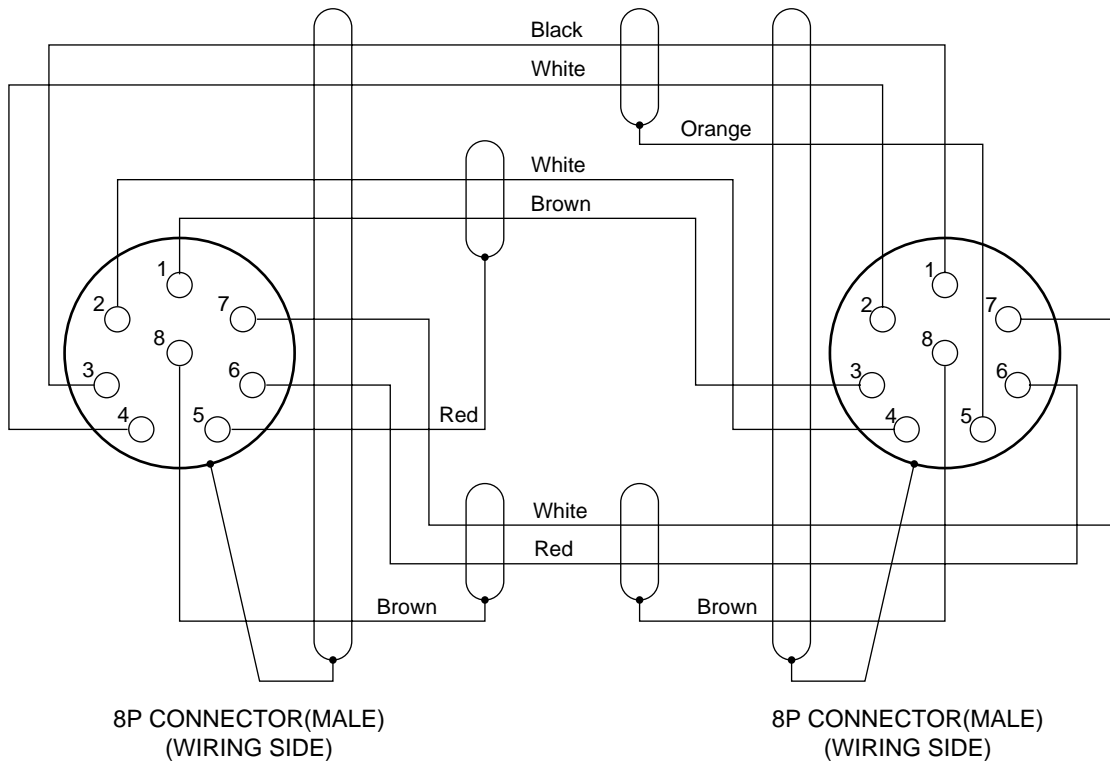 Black
White
Orange
White
Brown
1
2
7
8
3
6
4
5
1
2
7
8
3
6
4
5
Red
White
Red
Brown
Brown
8P CONNECTOR(MALE)
(WIRING SIDE)
8P CONNECTOR(MALE)
(WIRING SIDE)